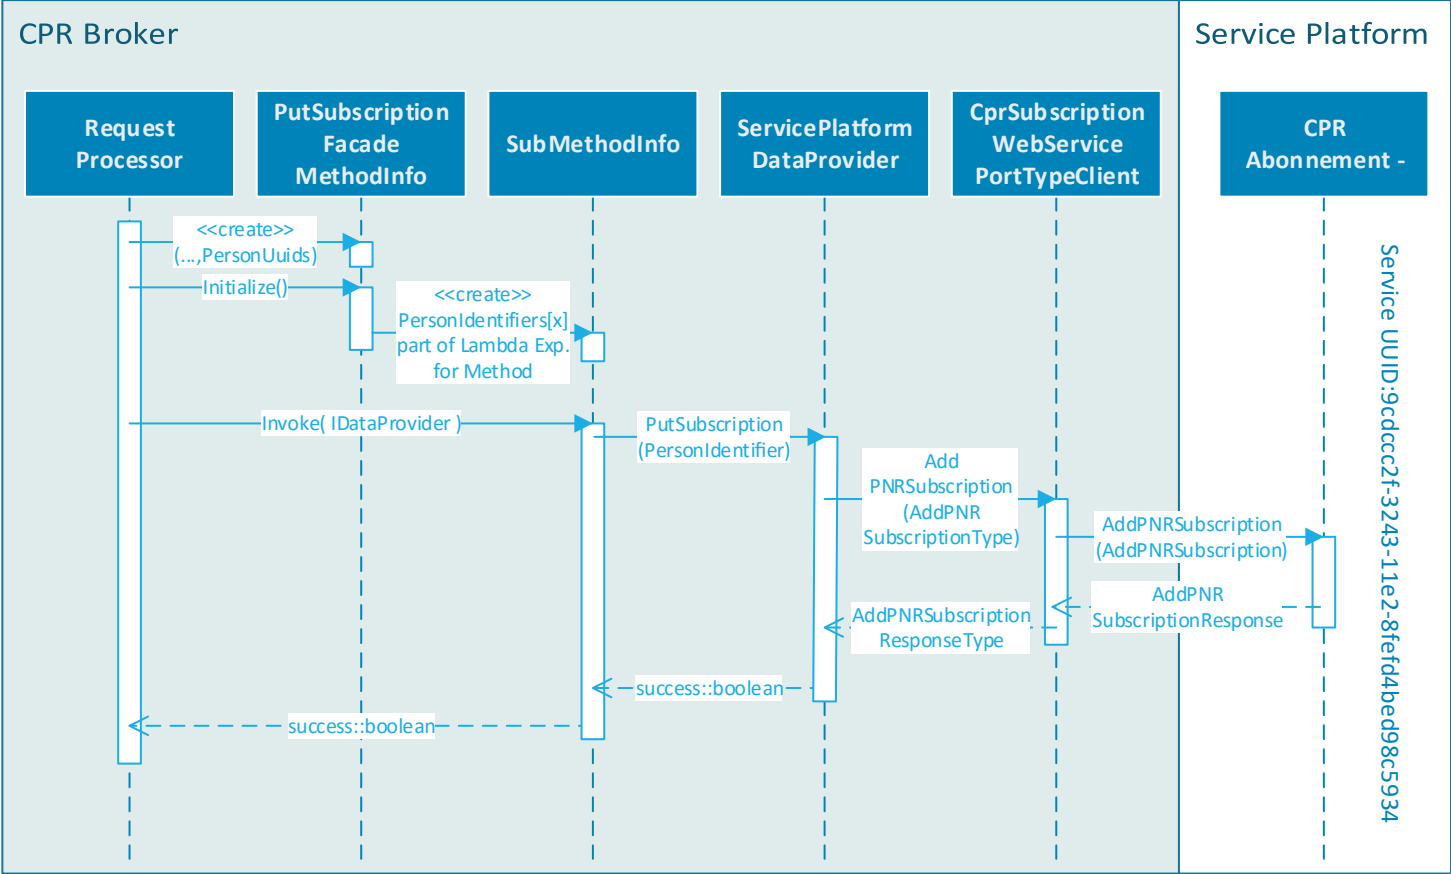 CPR Broker
Service Platform
Request
Processor
PutSubscription
Facade
MethodInfo
SubMethodInfo
ServicePlatform
DataProvider
CprSubscription
WebService
PortTypeClient
CPR
Abonnement -
<<create>>
(...,PersonUuids)
Initialize()
<<create>>
PersonIdentifiers[x]
part of Lambda Exp.
for Method
Invoke( IDataProvider )
PutSubscription
(PersonIdentifier)
Add
PNRSubscription
(AddPNR
SubscriptionType)
AddPNRSubscription
(AddPNRSubscription)
AddPNR
SubscriptionResponse
AddPNRSubscription
ResponseType
success::boolean
success::boolean
Service UUID:9cdccc2f-3243-11e2-8fefd4bed98c5934